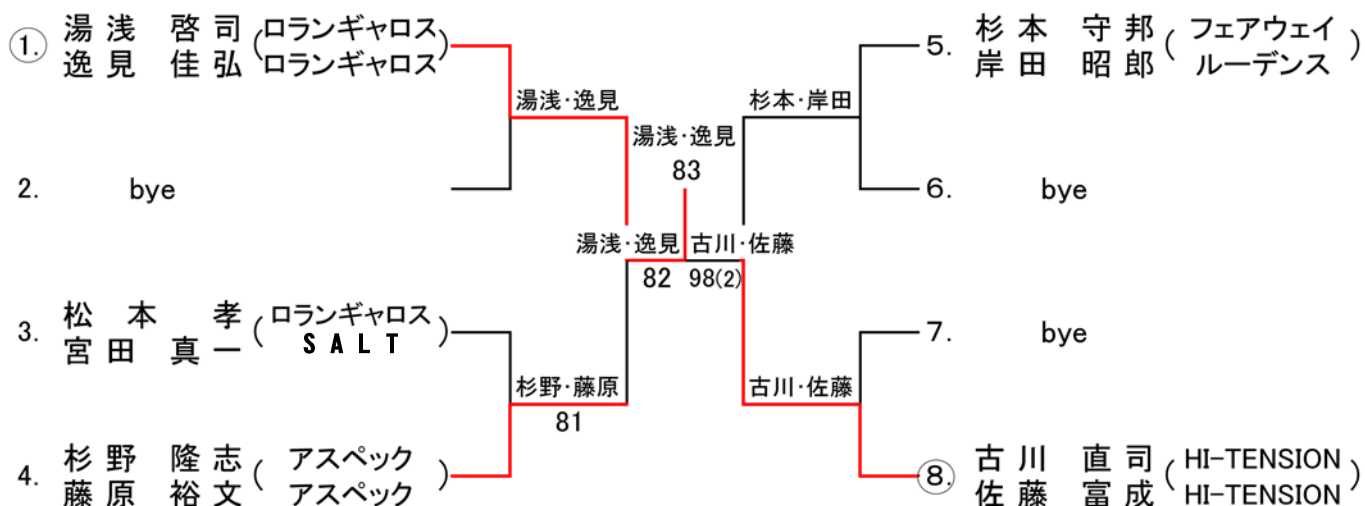 ①. 湯浅 啓司 (ロランギャロス)
逸見 佳弘 (ロランギャロス)
2. bye
3. 松本 孝 (ロランギャロス)
宮田 真一 (SALT)
4. 杉野 隆志 (アスペック)
藤原 裕文 (アスペック)
湯浅・逸見
杉野・藤原
81
湯浅・逸見
82
湯浅・逸見
83
古川・佐藤
98(2)
杉本・岸田
古川・佐藤
5. 杉本 守邦 (フェアウェイ)
岸田 昭郎 (ルーデンス)
6. bye
7. bye
⑧. 古川 直司 (HI-TENSION)
佐藤 富成 (HI-TENSION)